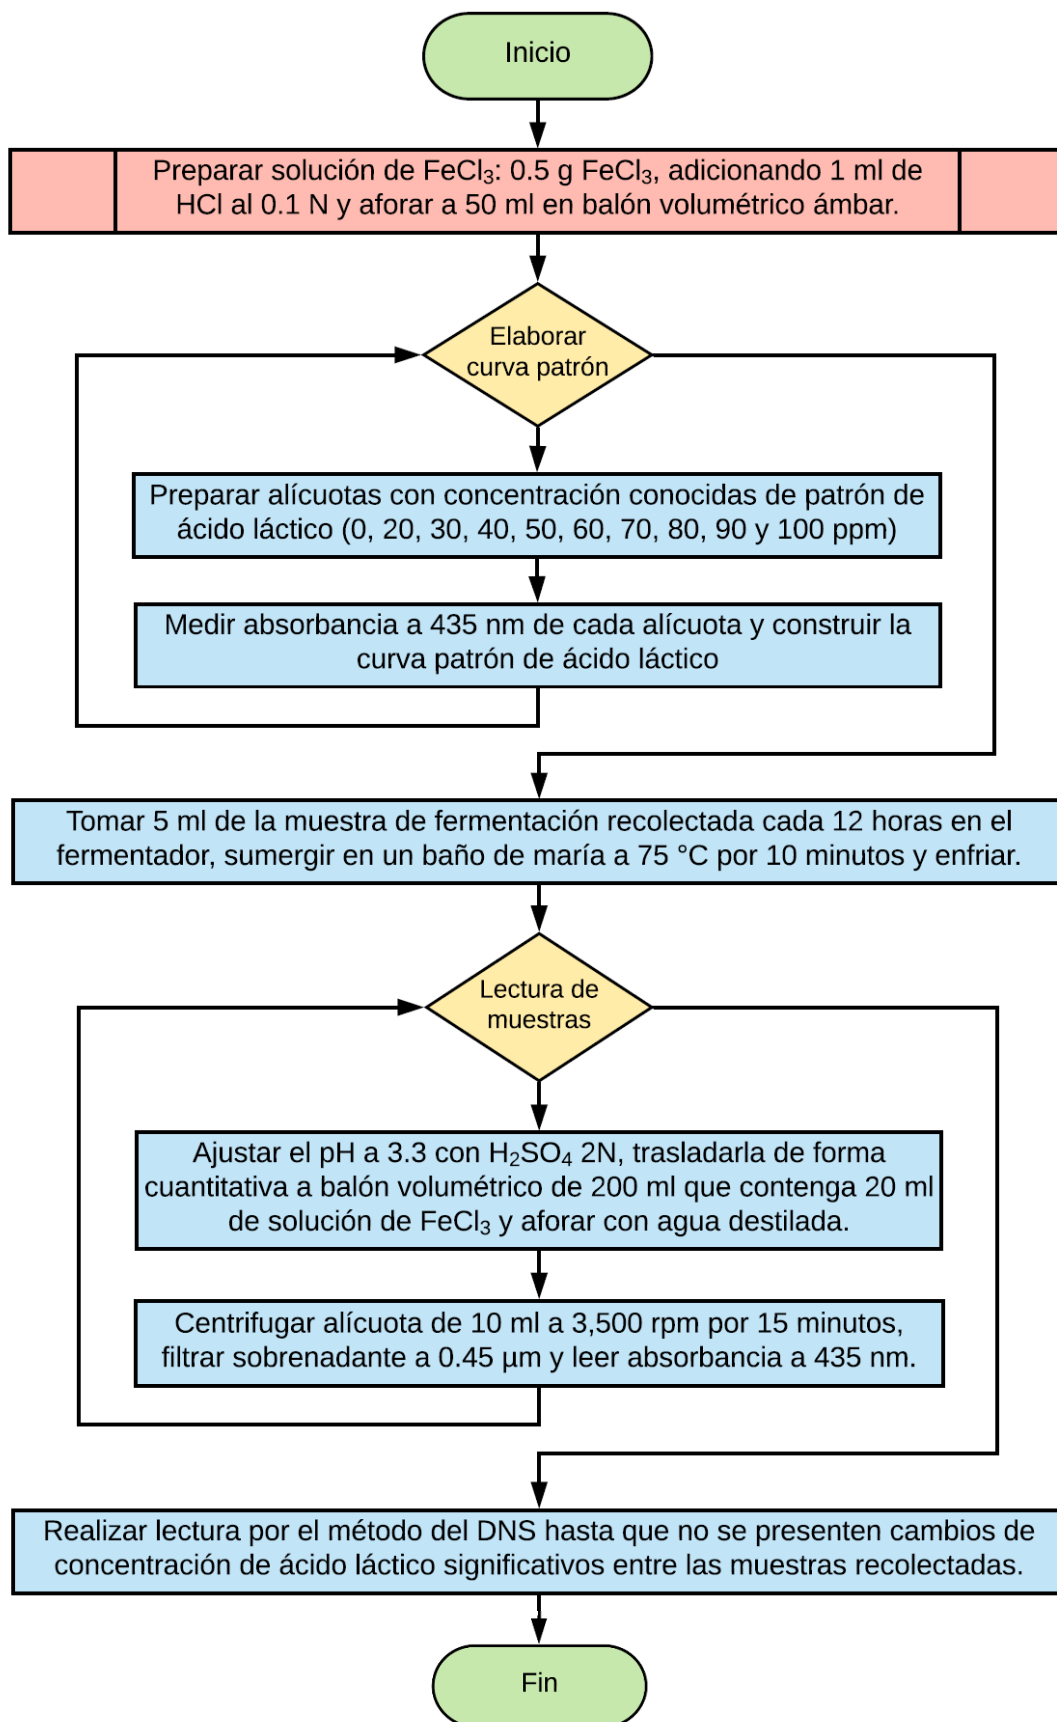 Inicio
Preparar solución de FeCl₃: 0.5 g FeCl₃, adicionando 1 ml de
HCl al 0.1 N y aforar a 50 ml en balón volumétrico ámbar.
Elaborar
curva patrón
Preparar alícuotas con concentración conocidas de patrón de
ácido láctico (0, 20, 30, 40, 50, 60, 70, 80, 90 y 100 ppm)
Medir absorbancia a 435 nm de cada alícuota y construir la
curva patrón de ácido láctico
Tomar 5 ml de la muestra de fermentación recolectada cada 12 horas en el
fermentador, sumergir en un baño de maría a 75 °C por 10 minutos y enfriar.
Lectura de
muestras
Ajustar el pH a 3.3 con H₂SO₄ 2N, trasladarla de forma
cuantitativa a balón volumétrico de 200 ml que contenga 20 ml
de solución de FeCl₃ y aforar con agua destilada.
Centrifugar alícuota de 10 ml a 3,500 rpm por 15 minutos,
filtrar sobrenadante a 0.45 µm y leer absorbancia a 435 nm.
Realizar lectura por el método del DNS hasta que no se presenten cambios de
concentración de ácido láctico significativos entre las muestras recolectadas.
Fin